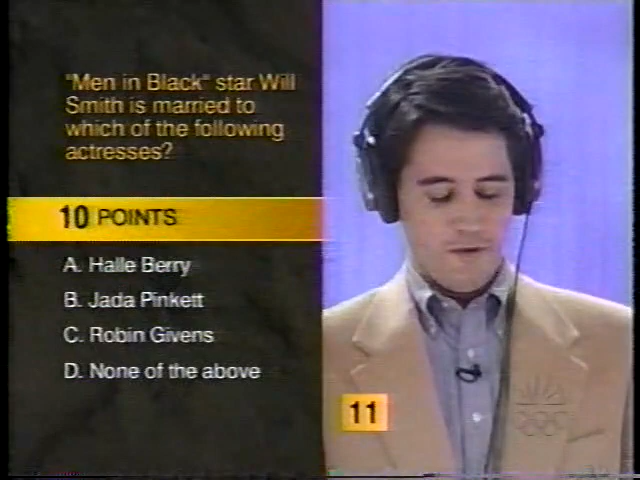 "Men in Black" star Will
Smith is married to
which of the following
actresses?
10 POINTS
A. Halle Berry
B. Jada Pinkett
C. Robin Givens
D. None of the above
11